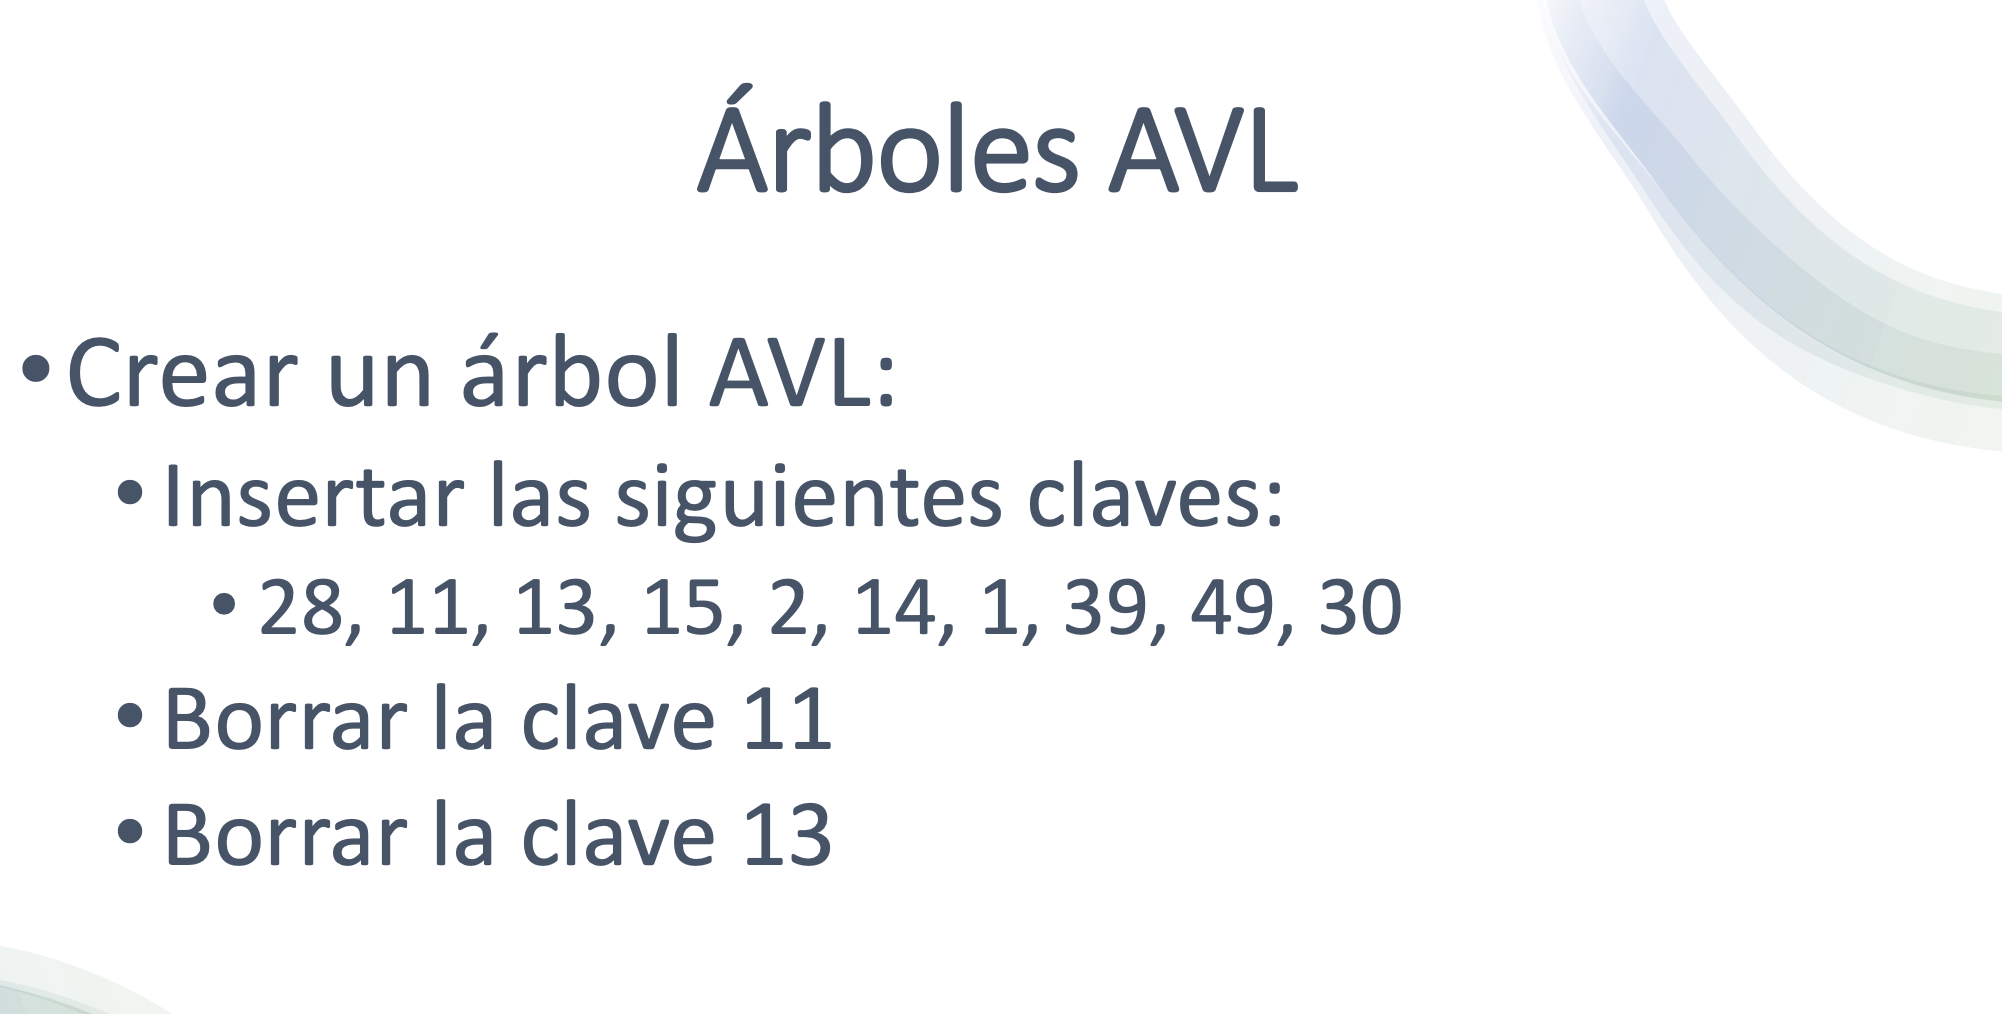 Árboles AVL
• Crear un árbol AVL:
• Insertar las siguientes claves:
• 28, 11, 13, 15, 2, 14, 1, 39, 49, 30
• Borrar la clave 11
• Borrar la clave 13